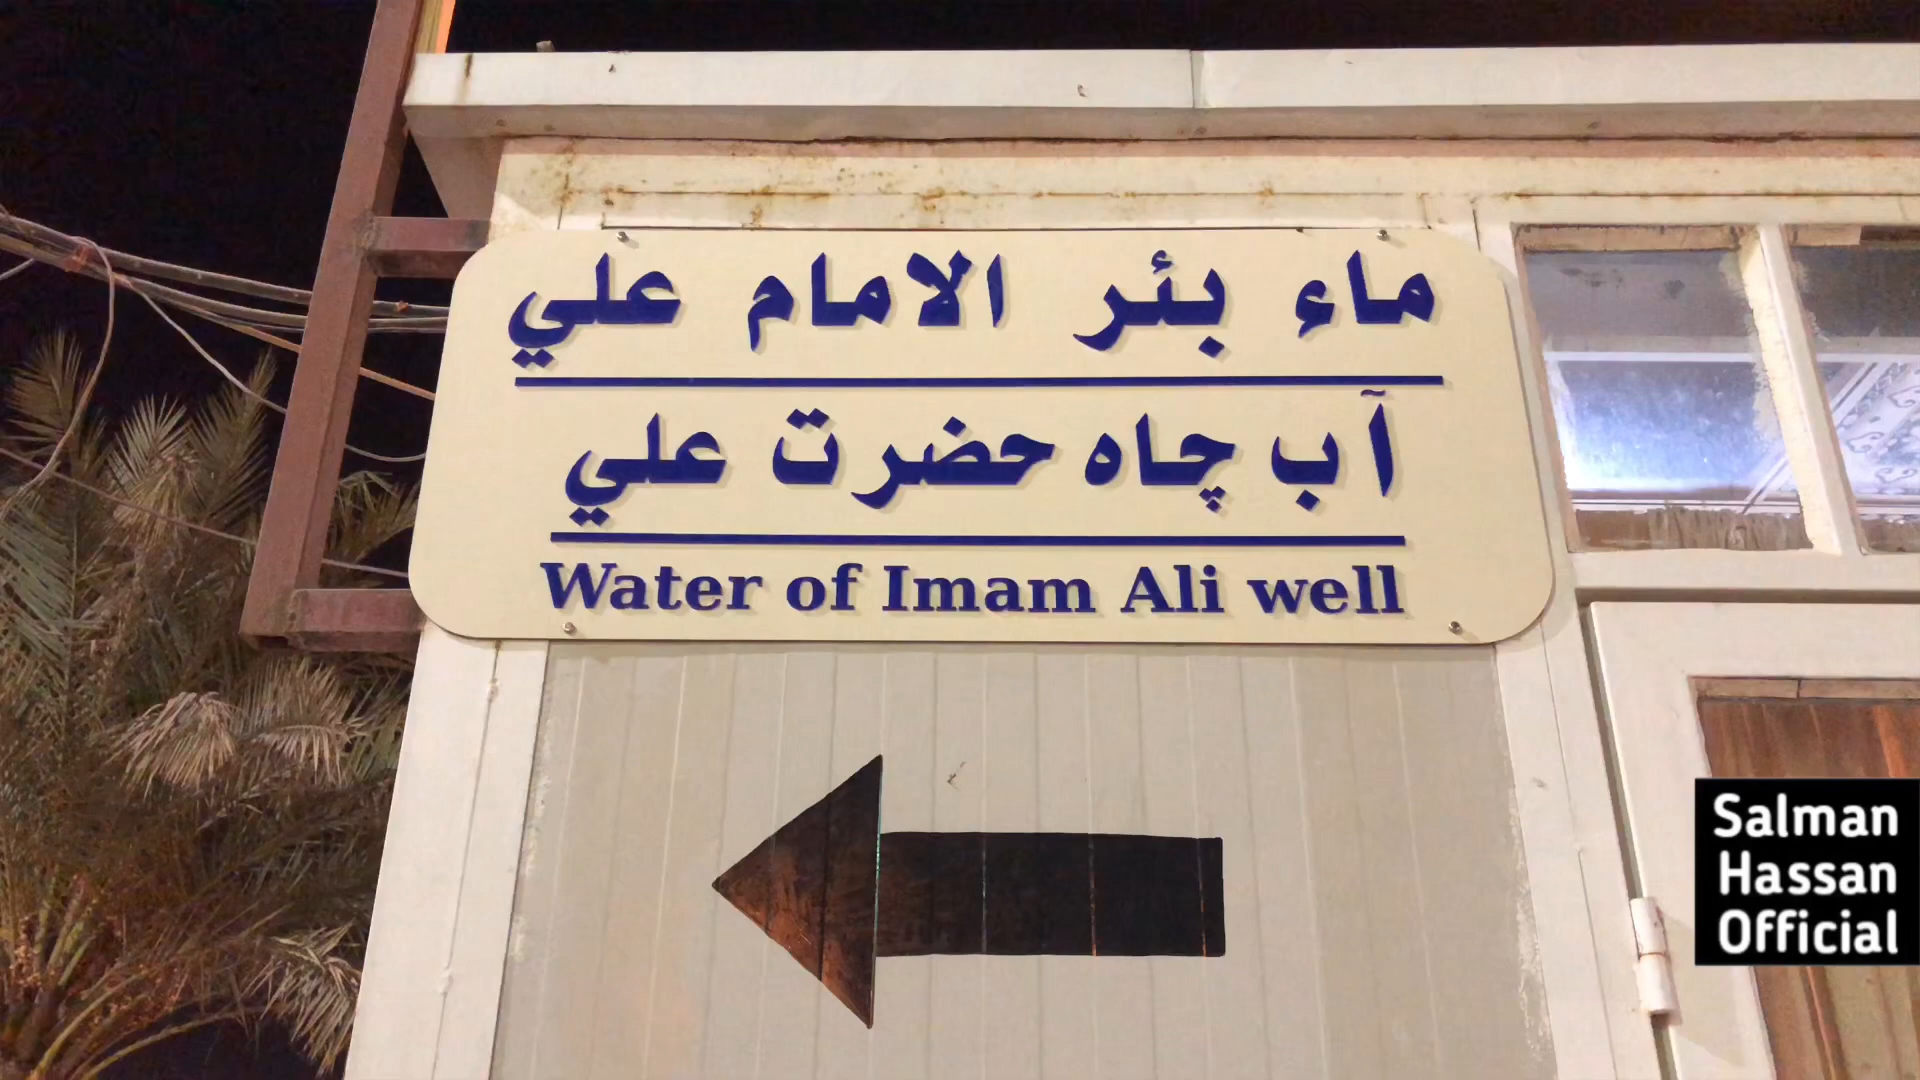 ماء بئر الامام علي
آب چاه حضرت علي
Water of Imam Ali well
Salman
Hassan
Official